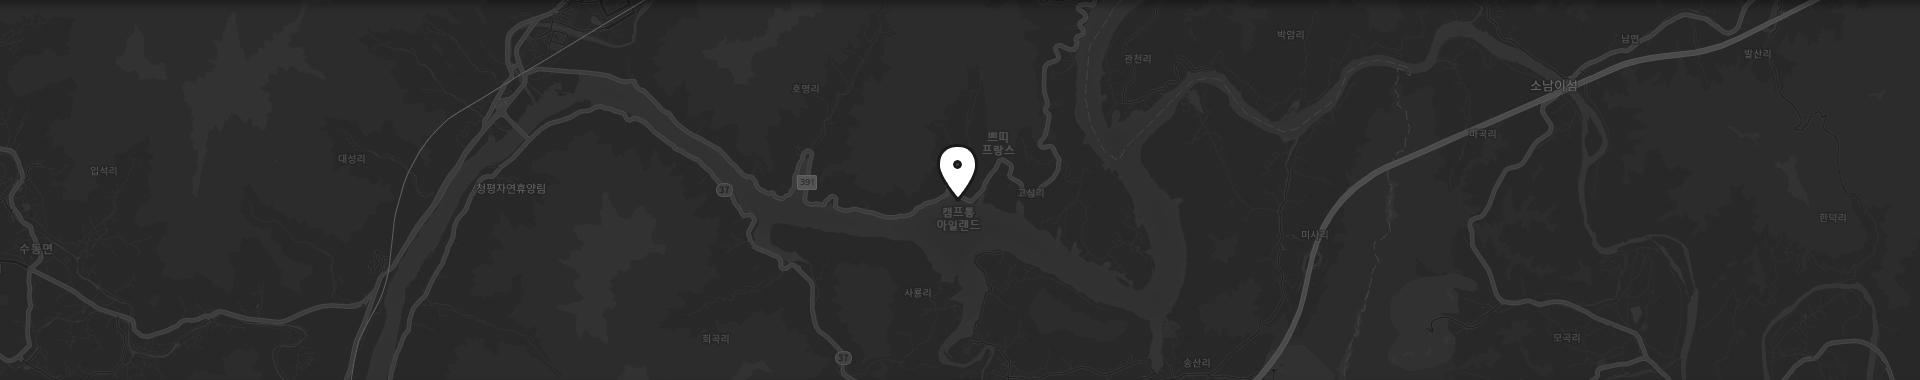 남면
박암리
발산리
관천리
소남이섬
호명리
쁘띠
프랑스
마곡리
대성리
입석리
391
37
청평자연휴양림
고성리
캠프통
아일랜드
한덕리
미사리
수동면
사룡리
회곡리
모곡리
37
송산리